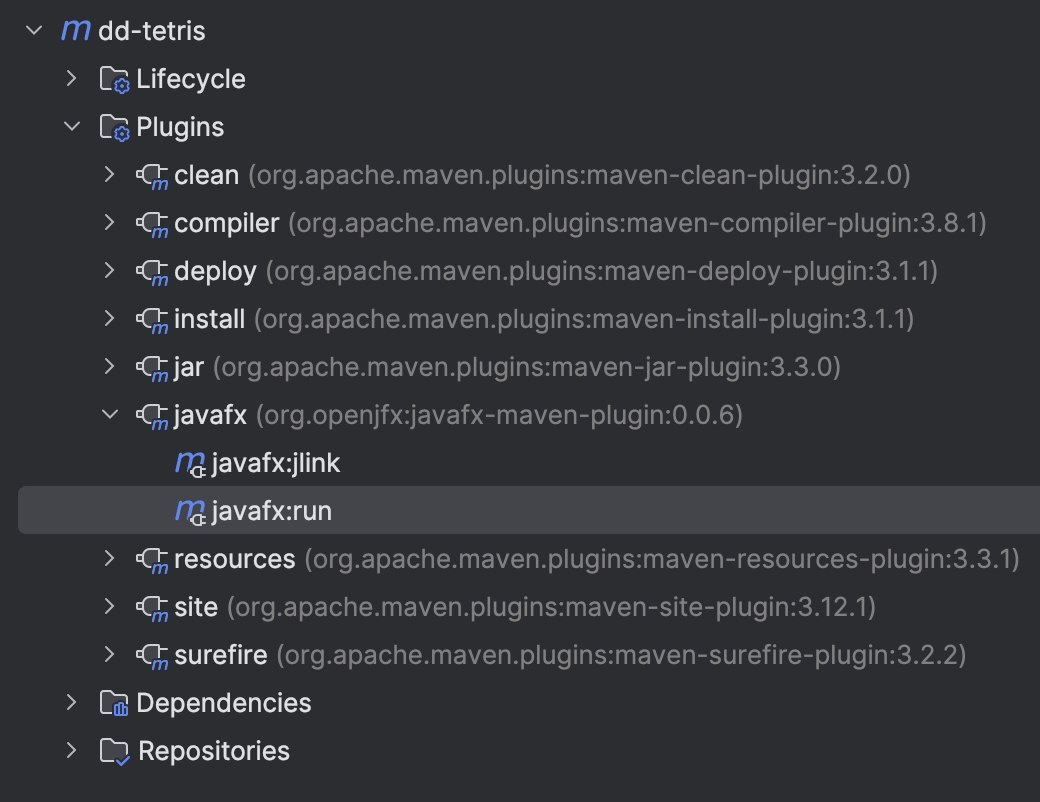 dd-tetris
Lifecycle
Plugins
clean (org.apache.maven.plugins:maven-clean-plugin:3.2.0)
compiler (org.apache.maven.plugins:maven-compiler-plugin:3.8.1)
deploy (org.apache.maven.plugins:maven-deploy-plugin:3.1.1)
install (org.apache.maven.plugins:maven-install-plugin:3.1.1)
jar (org.apache.maven.plugins:maven-jar-plugin:3.3.0)
javafx (org.openjfx:javafx-maven-plugin:0.0.6)
javafx:jlink
javafx:run
resources (org.apache.maven.plugins:maven-resources-plugin:3.3.1)
site (org.apache.maven.plugins:maven-site-plugin:3.12.1)
surefire (org.apache.maven.plugins:maven-surefire-plugin:3.2.2)
Dependencies
Repositories